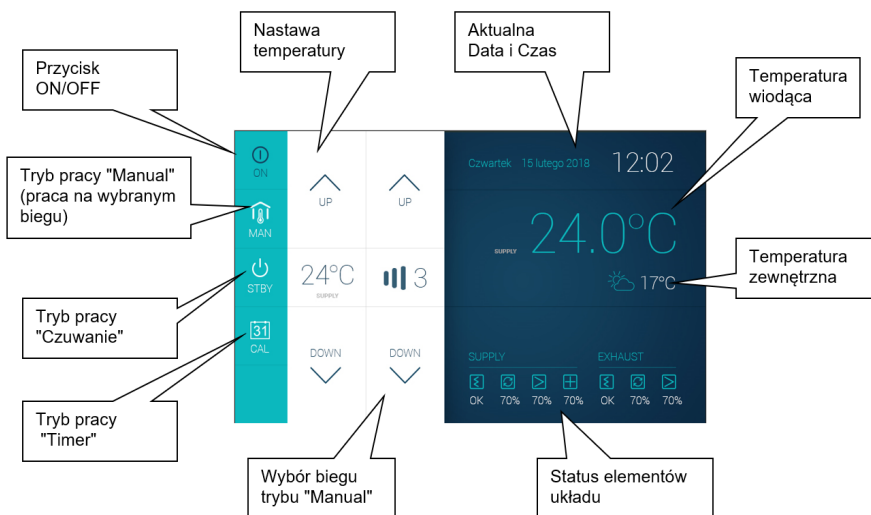 Nastawa
temperatury
Aktualna
Data i Czas
Przycisk
ON/OFF
Temperatura
wiodąca
Tryb pracy "Manual"
(praca na wybranym
biegu)
Temperatura
zewnętrzna
Tryb pracy
"Czuwanie"
Tryb pracy
"Timer"
Wybór biegu
trybu "Manual"
Status elementów
układu
ON
MAN
STBY
31
CAL
UP
UP
24°C
SUPPLY
3
DOWN
DOWN
Czwartek 15 lutego 2018 12:02
SUPPLY 24.0°C
17°C
SUPPLY EXHAUST
OK 70% 70% 70% OK 70% 70%